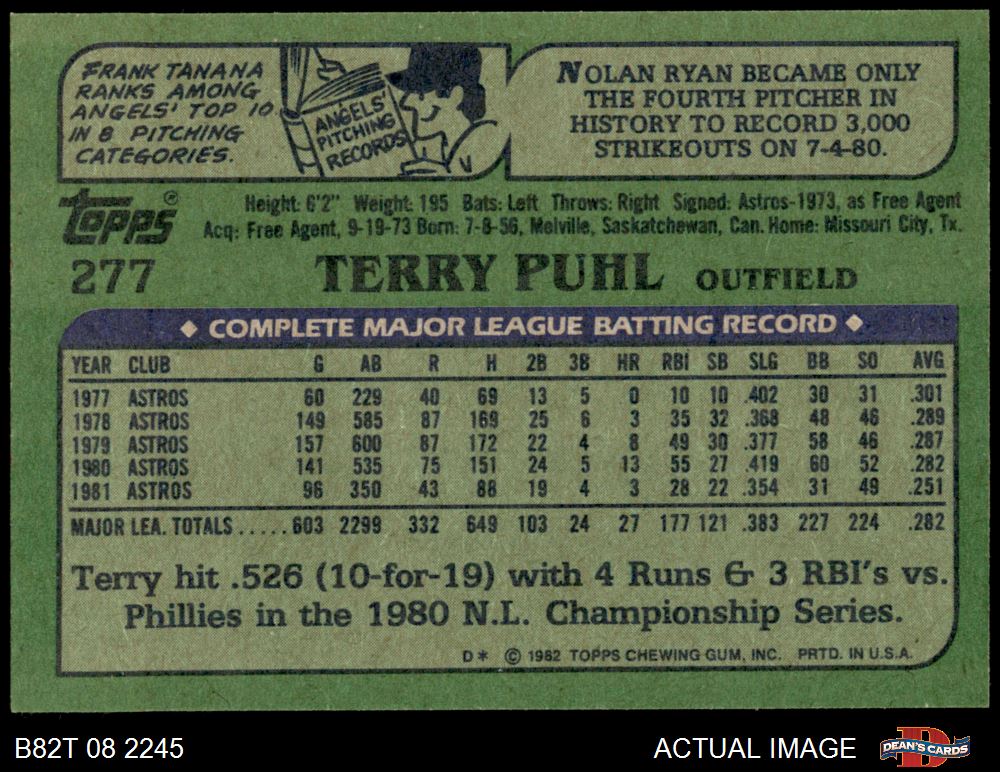 FRANK TANANA
RANKS AMONG
ANGELS' TOP 10
IN 8 PITCHING
CATEGORIES.
ANGELS'
PITCHING
RECORDS
NOLAN RYAN BECAME ONLY
THE FOURTH PITCHER IN
HISTORY TO RECORD 3,000
STRIKEOUTS ON 7-4-80.
TOPPS®
Height: 6'2" Weight: 195 Bats: Left Throws: Right Signed: Astros-1973, as Free Agent
Acq: Free Agent, 9-19-73 Born: 7-8-56, Melville, Saskatchewan, Can. Home: Missouri City, Tx.
277 TERRY PUHL OUTFIELD
◆ COMPLETE MAJOR LEAGUE BATTING RECORD ◆
YEAR CLUB G AB R H 2B 3B HR RBI SB SLG BB SO AVG
1977 ASTROS 60 229 40 69 13 5 0 10 10 .402 30 31 .301
1978 ASTROS 149 585 87 169 25 6 3 35 32 .368 48 46 .289
1979 ASTROS 157 600 87 172 22 4 8 49 30 .377 58 46 .287
1980 ASTROS 141 535 75 151 24 5 13 55 27 .419 60 52 .282
1981 ASTROS 96 350 43 88 19 4 3 28 22 .354 31 49 .251
MAJOR LEA. TOTALS.....603 2299 332 649 103 24 27 177 121 .383 227 224 .282
Terry hit .526 (10-for-19) with 4 Runs & 3 RBI's vs.
Phillies in the 1980 N.L. Championship Series.
D* © 1982 TOPPS CHEWING GUM, INC. PRTD. IN U.S.A.
B82T 08 2245
ACTUAL IMAGE
D
DEAN'S CARDS